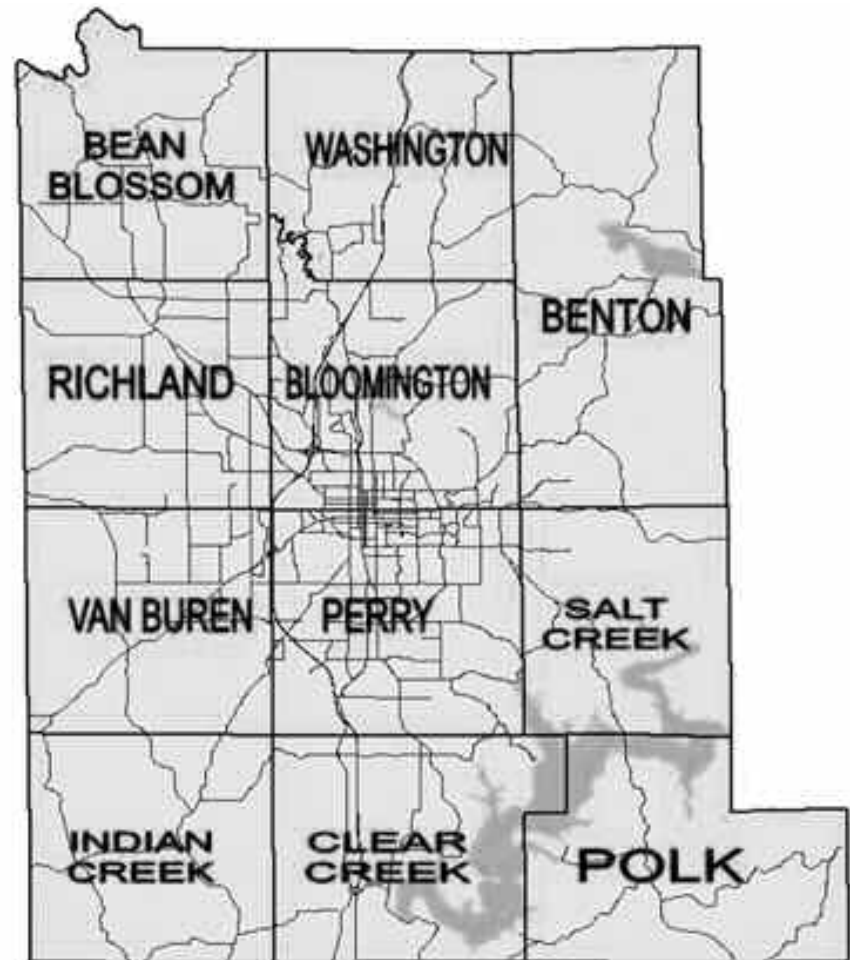 BEAN
BLOSSOM
WASHINGTON
BENTON
RICHLAND
BLOOMINGTON
VAN BUREN
PERRY
SALT
CREEK
INDIAN
CREEK
CLEAR
CREEK
POLK